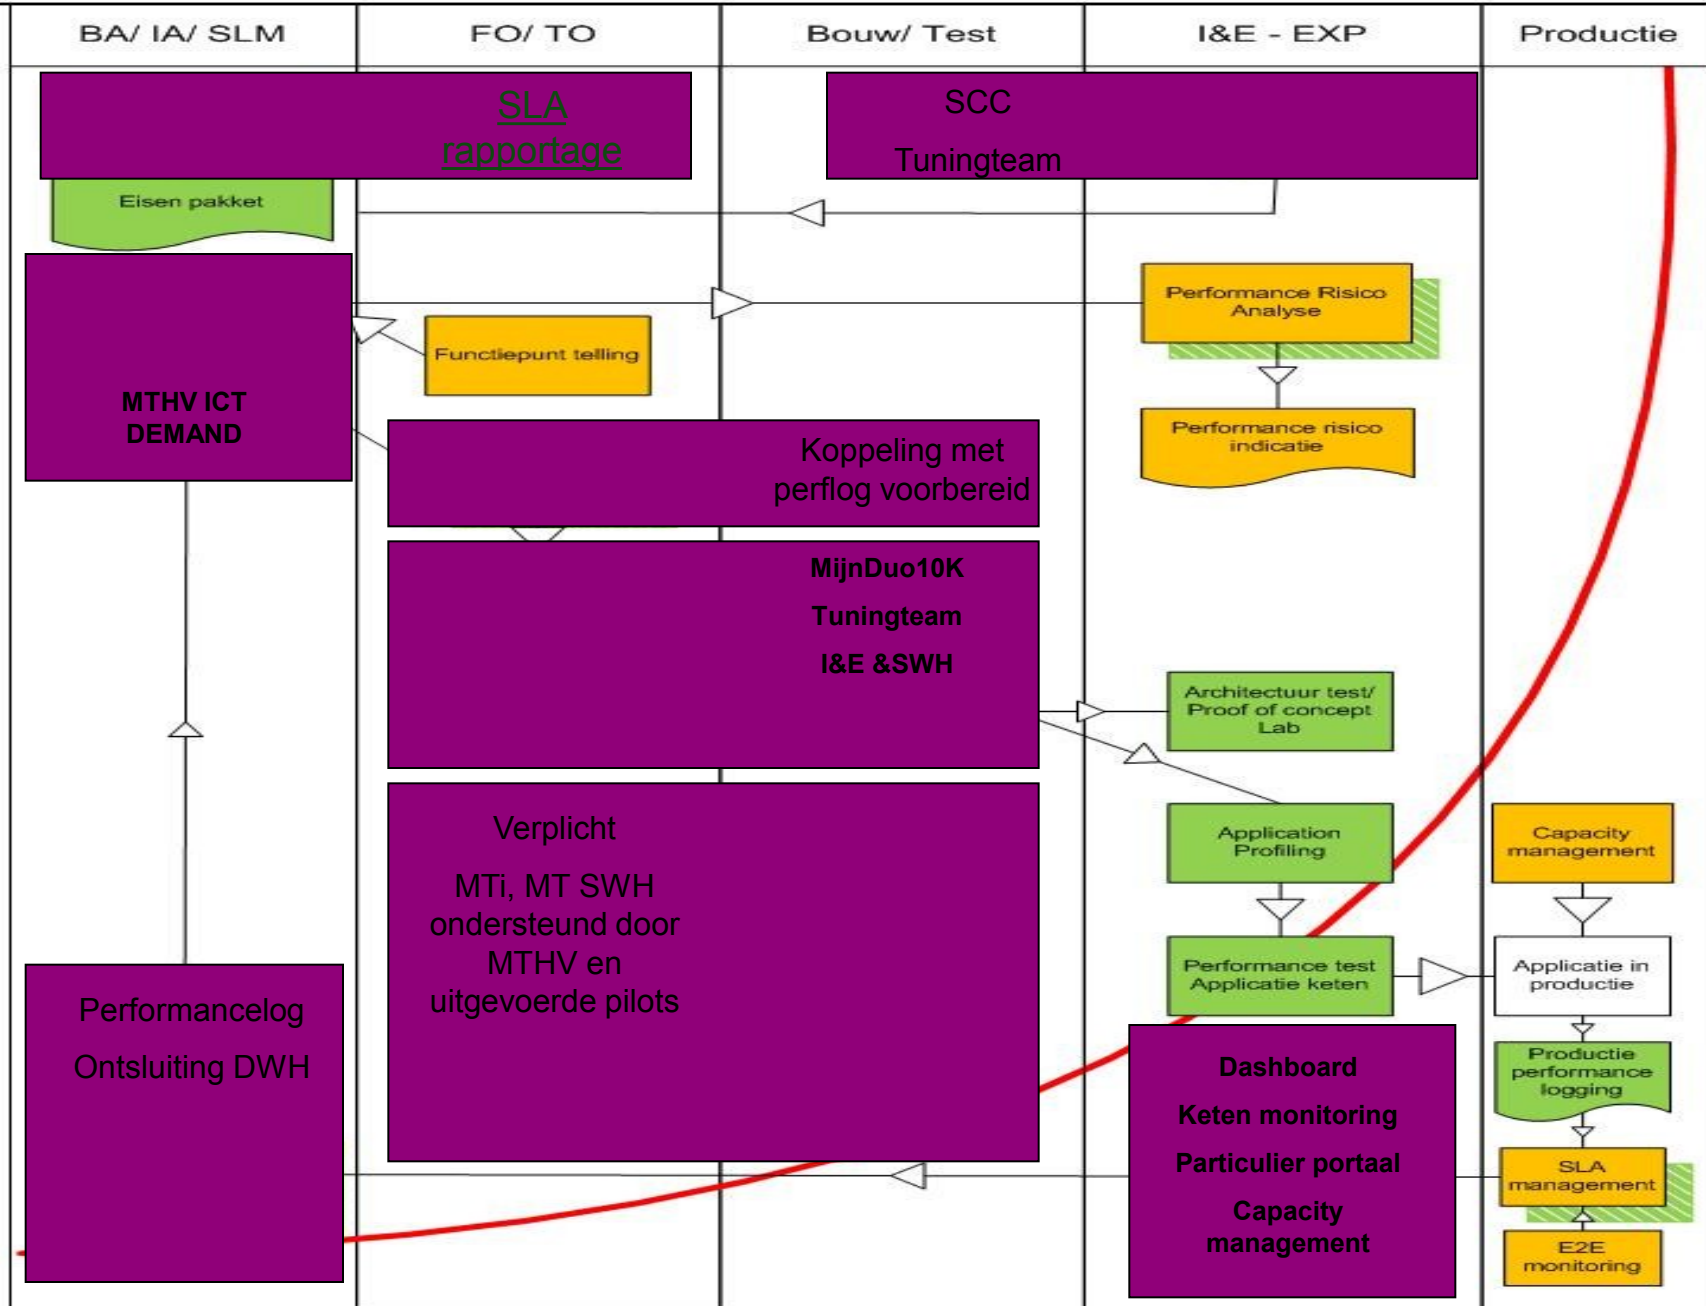 BA/ IA/ SLM
FO/ TO
Bouw/ Test
I&E - EXP
Productie
SLA
rapportage
SCC
Tuningteam
Eisen pakket
Performance Risico
Analyse
Functiepunt telling
MTHV ICT
DEMAND
Performance risico
indicatie
Koppeling met
perflog voorbereid
MijnDuo10K
Tuningteam
I&E &SWH
Architectuur test/
Proof of concept
Lab
Verplicht
MTi, MT SWH
ondersteund door
MTHV en
uitgevoerde pilots
Application
Profiling
Capacity
management
Performance test
Applicatie keten
Applicatie in
productie
Performancelog
Ontsluiting DWH
Dashboard
Keten monitoring
Particulier portaal
Capacity
management
Productie
performance
logging
SLA
management
E2E
monitoring